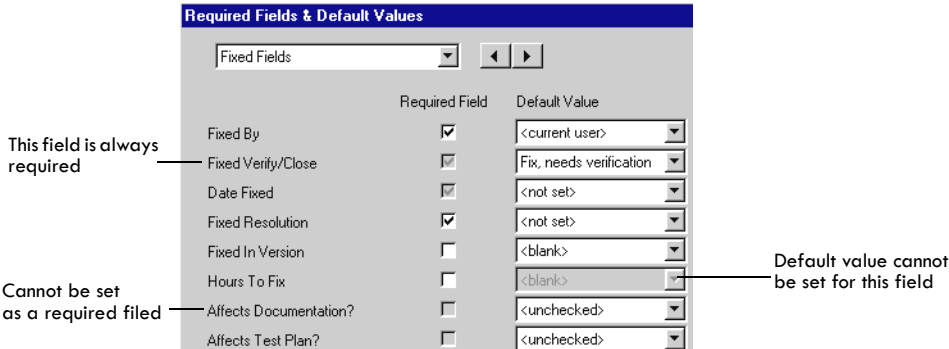 Required Fields & Default Values
Fixed Fields
Required Field Default Value
Fixed By <current user>
This field is always
required
Fixed Verify/Close Fix, needs verification
Date Fixed <not set>
Fixed Resolution <not set>
Fixed In Version <blank>
Hours To Fix <blank>
Default value cannot
be set for this field
Cannot be set
as a required filed
Affects Documentation? <unchecked>
Affects Test Plan? <unchecked>